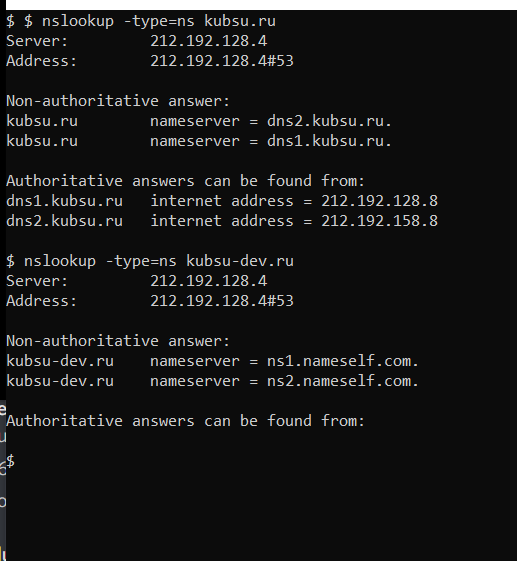 $ $ nslookup -type=ns kubsu.ru
Server:         212.192.128.4
Address:        212.192.128.4#53
Non-authoritative answer:
kubsu.ru        nameserver = dns2.kubsu.ru.
kubsu.ru        nameserver = dns1.kubsu.ru.
Authoritative answers can be found from:
dns1.kubsu.ru   internet address = 212.192.128.8
dns2.kubsu.ru   internet address = 212.192.158.8
$ nslookup -type=ns kubsu-dev.ru
Server:         212.192.128.4
Address:        212.192.128.4#53
Non-authoritative answer:
kubsu-dev.ru    nameserver = ns1.nameself.com.
kubsu-dev.ru    nameserver = ns2.nameself.com.
Authoritative answers can be found from:
$